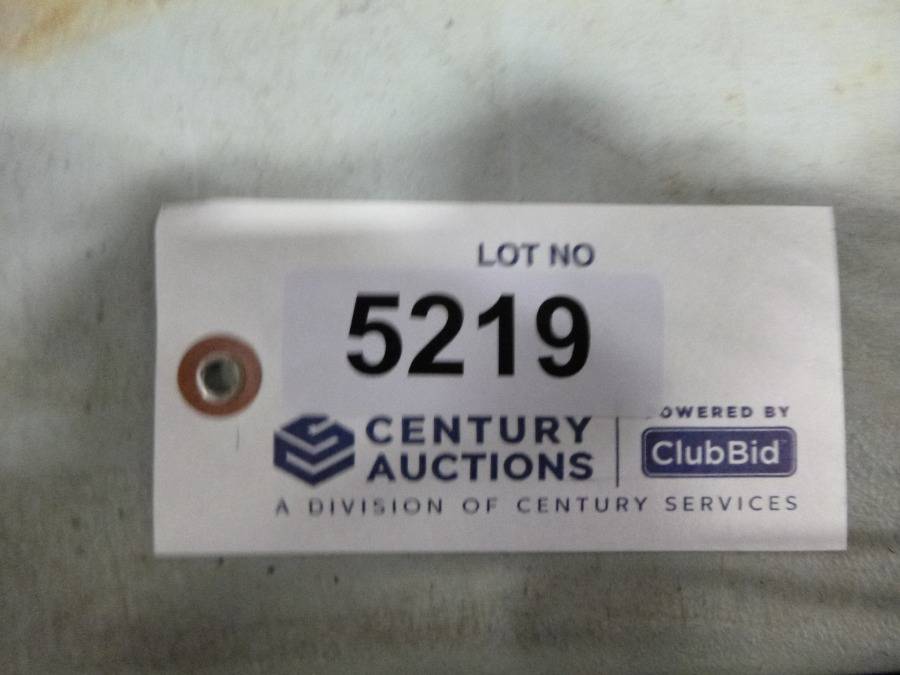 LOT NO
5219
CENTURY
AUCTIONS
OWERED BY
ClubBid
A DIVISION OF CENTURY SERVICES